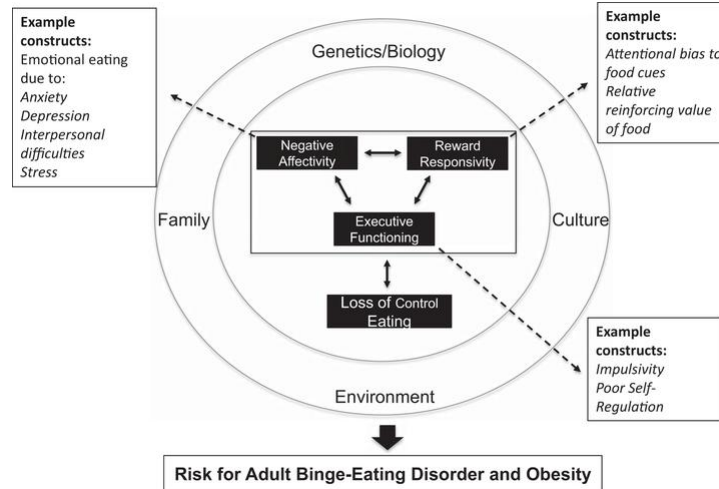 Example
constructs:
Emotional eating
due to:
Anxiety
Depression
Interpersonal
difficulties
Stress
Genetics/Biology
Example
constructs:
Attentional bias to
food cues
Relative
reinforcing value
of food
Negative
Affectivity
Reward
Responsivity
Family
Executive
Functioning
Culture
Loss of Control
Eating
Example
constructs:
Impulsivity
Poor Self-
Regulation
Environment
Risk for Adult Binge-Eating Disorder and Obesity